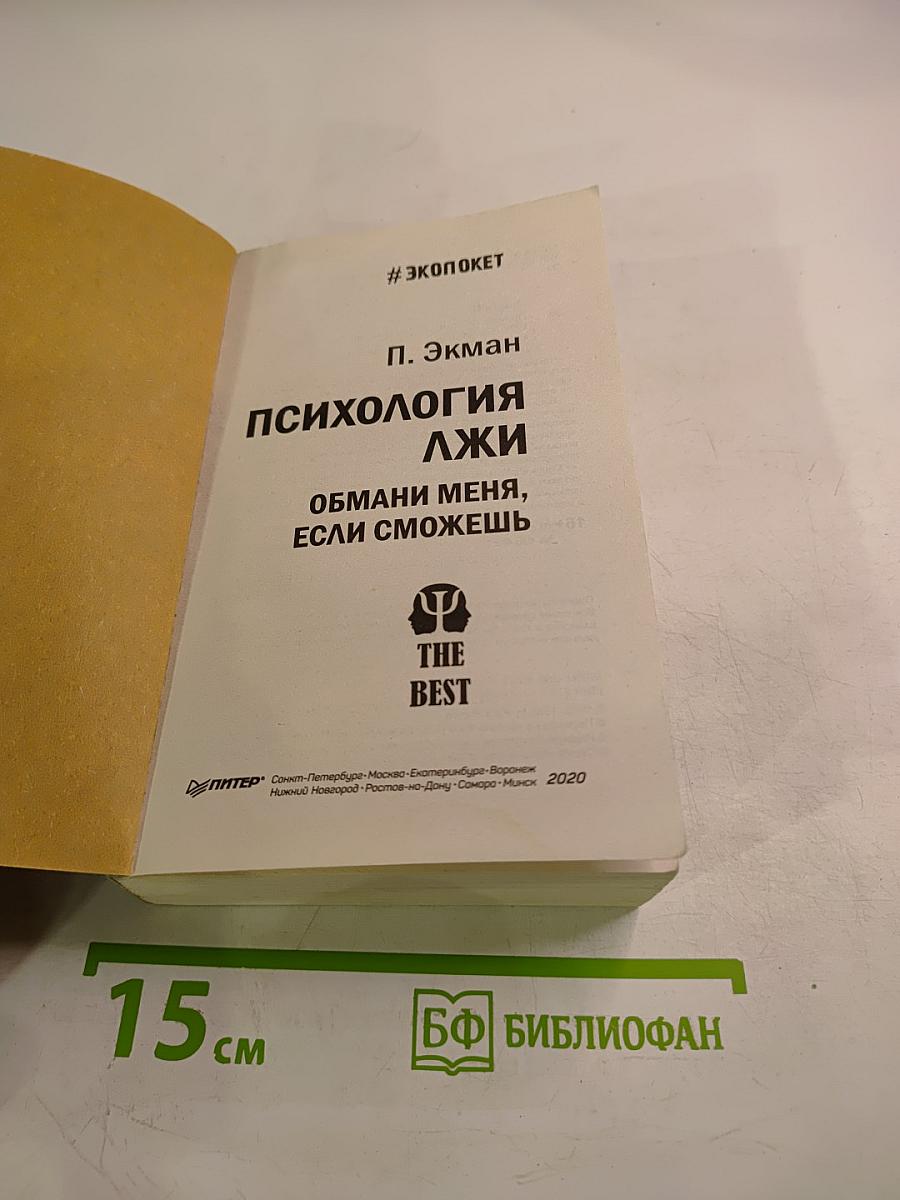 #ЭКОПОКЕТ
П. Экман
ПСИХОЛОГИЯ
ЛЖИ
ОБМАНИ МЕНЯ,
ЕСЛИ СМОЖЕШЬ
Ψ
THE
BEST
ПИТЕР®
Санкт-Петербург • Москва • Екатеринбург • Воронеж
Нижний Новгород • Ростов-на-Дону • Самара • Минск
2020
15 см
БФ БИБЛИОФАН